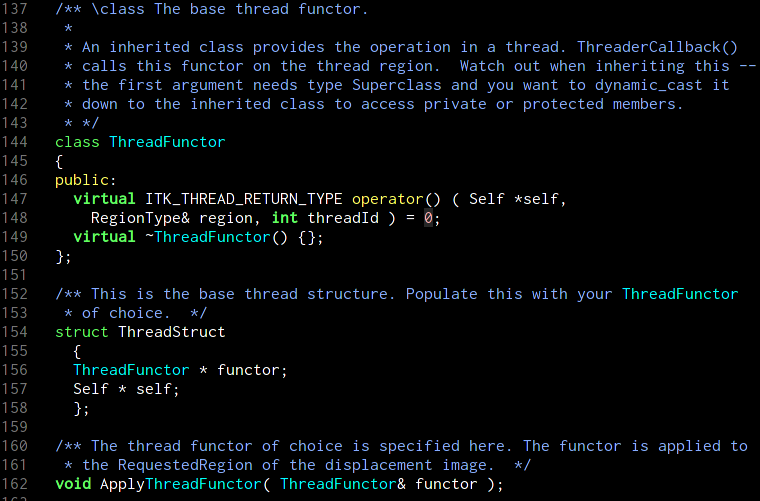 137   /** \class The base thread functor.
138    *
139    * An inherited class provides the operation in a thread. ThreaderCallback()
140    * calls this functor on the thread region.  Watch out when inheriting this --
141    * the first argument needs type Superclass and you want to dynamic_cast it
142    * down to the inherited class to access private or protected members.
143    * */
144   class ThreadFunctor
145   {
146   public:
147     virtual ITK_THREAD_RETURN_TYPE operator() ( Self *self,
148       RegionType& region, int threadId ) = 0;
149     virtual ~ThreadFunctor() {};
150   };
151
152   /** This is the base thread structure. Populate this with your ThreadFunctor
153    * of choice.  */
154   struct ThreadStruct
155     {
156     ThreadFunctor * functor;
157     Self * self;
158     };
159
160   /** The thread functor of choice is specified here. The functor is applied to
161    * the RequestedRegion of the displacement image.  */
162   void ApplyThreadFunctor( ThreadFunctor& functor );